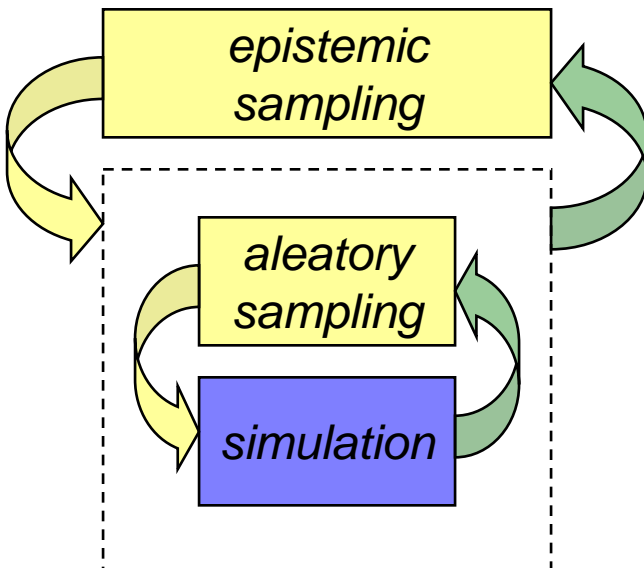 epistemic
sampling
aleatory
sampling
simulation